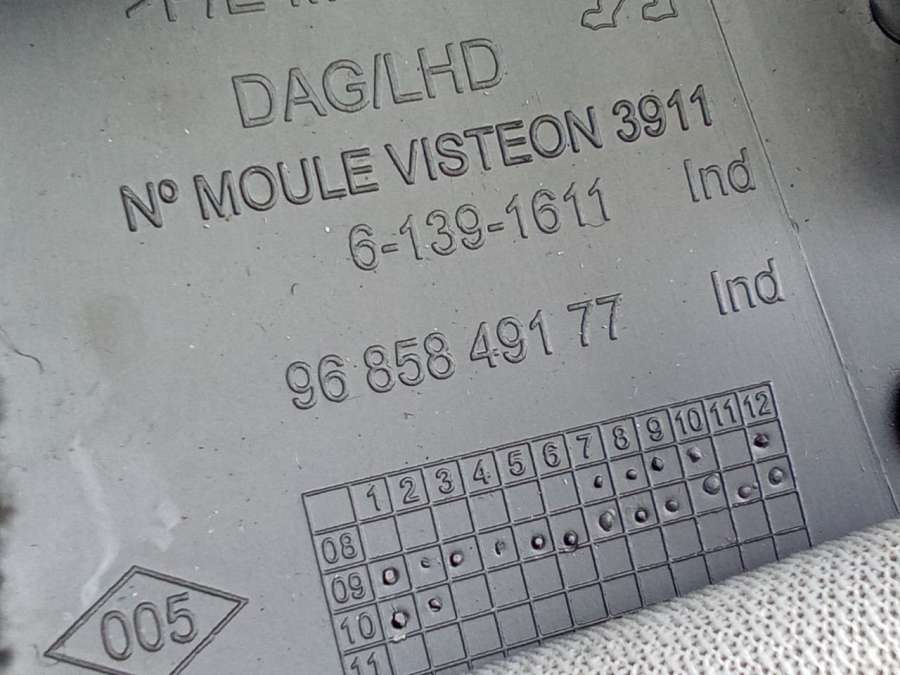 DAG/LHD
Nº MOULE VISTEON 3911
6-139-1611 Ind
96 858 491 77 Ind
1 2 3 4 5 6 7 8 9 10 11 12
08
09
10
11
005